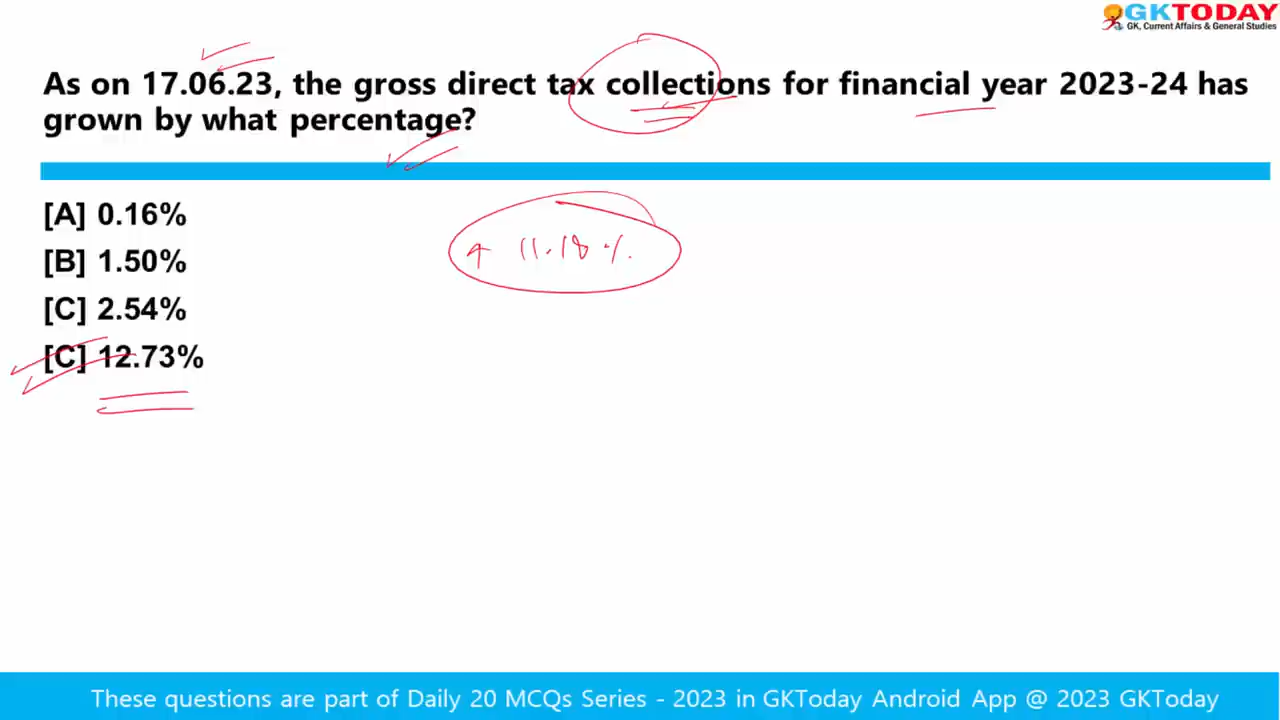 GKTODAY
GK, Current Affairs & General Studies
As on 17.06.23, the gross direct tax collections for financial year 2023-24 has
grown by what percentage?
[A] 0.16%
[B] 1.50%
[C] 2.54%
[C] 12.73%
↑ 11.18%
These questions are part of Daily 20 MCQs Series - 2023 in GKToday Android App @ 2023 GKToday